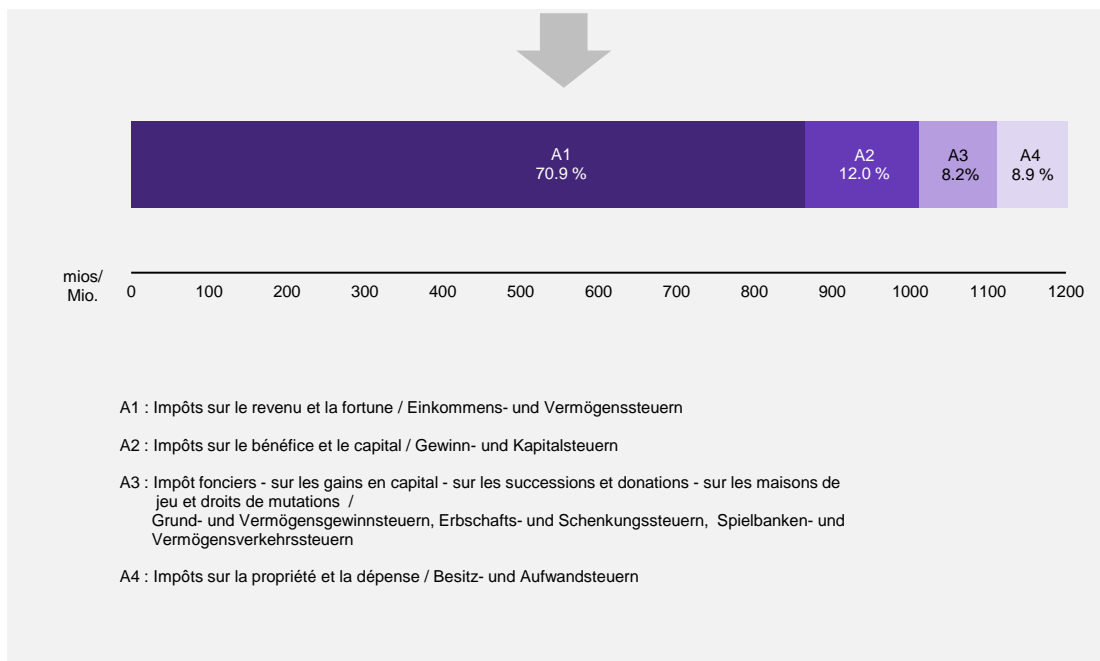 A1
70.9 %
A2
12.0 %
A3
8.2%
A4
8.9 %
mios/
Mio.
0 100 200 300 400 500 600 700 800 900 1000 1100 1200
A1 : Impôts sur le revenu et la fortune / Einkommens- und Vermögenssteuern
A2 : Impôts sur le bénéfice et le capital / Gewinn- und Kapitalsteuern
A3 : Impôt fonciers - sur les gains en capital - sur les successions et donations - sur les maisons de
jeu et droits de mutations /
Grund- und Vermögensgewinnsteuern, Erbschafts- und Schenkungssteuern, Spielbanken- und
Vermögensverkehrssteuern
A4 : Impôts sur la propriété et la dépense / Besitz- und Aufwandsteuern